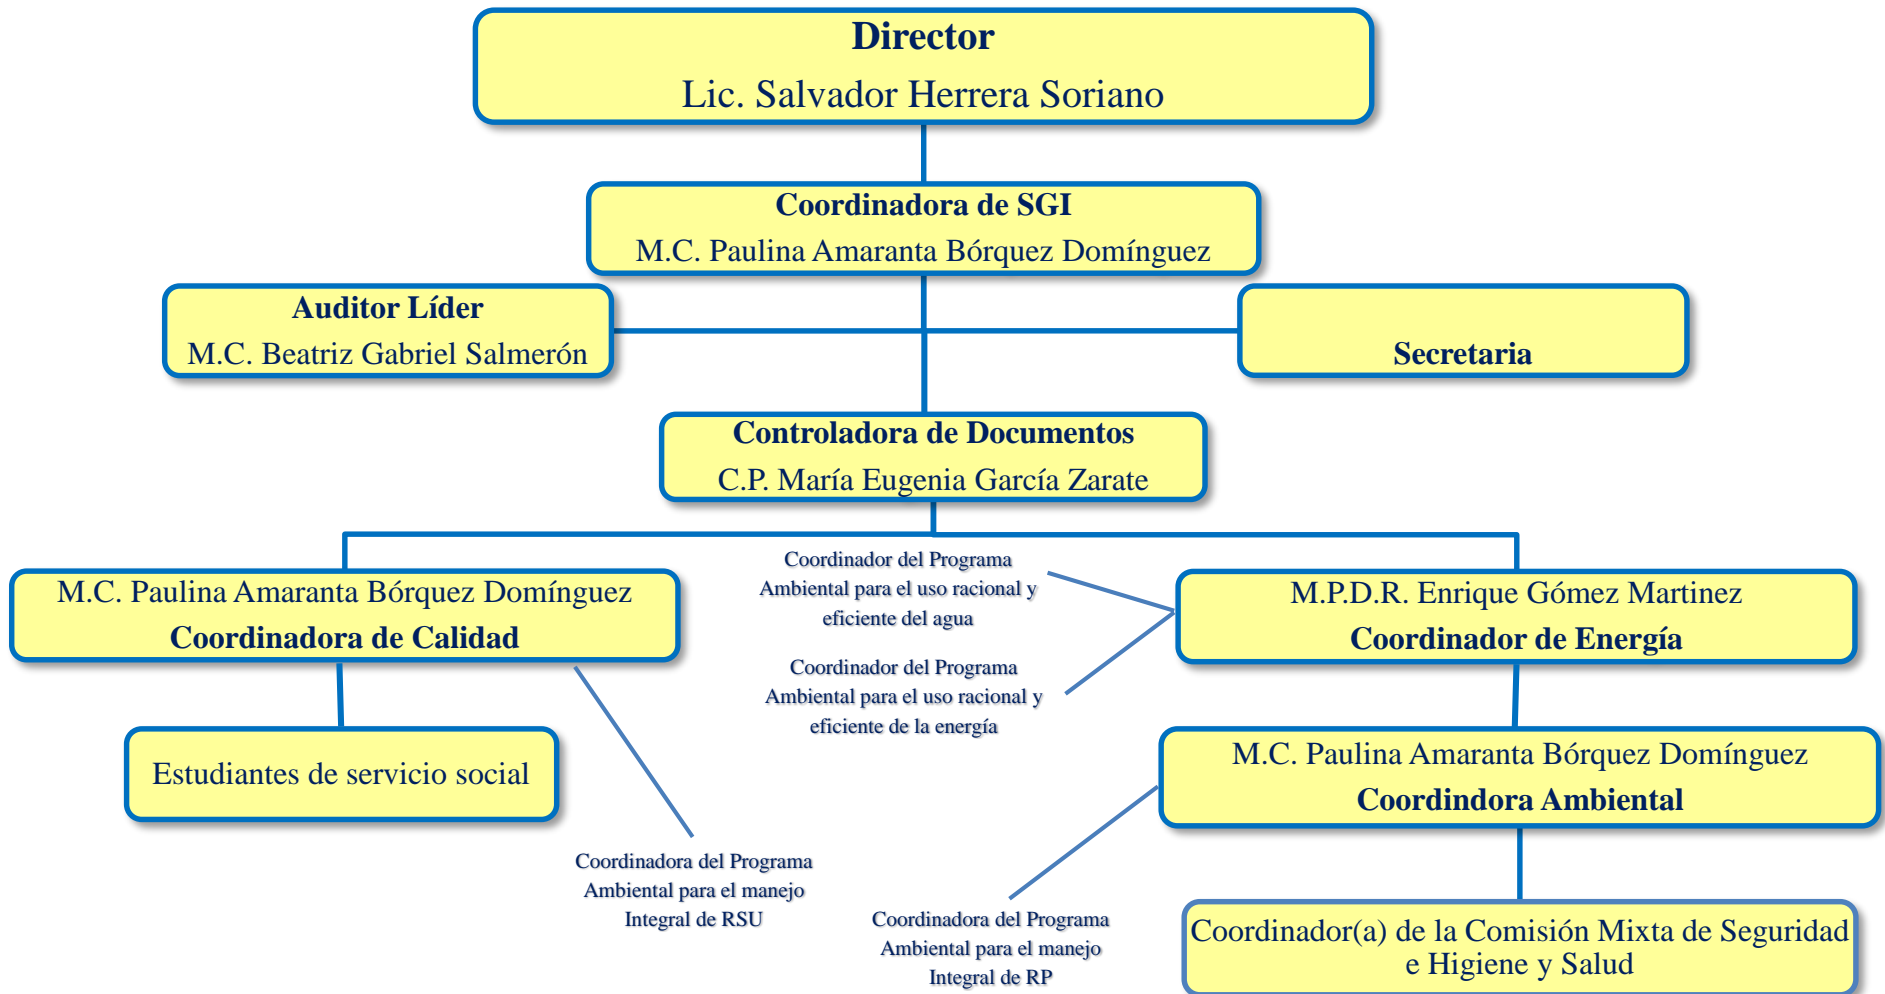 Director
Lic. Salvador Herrera Soriano
Coordinadora de SGI
M.C. Paulina Amaranta Bórquez Domínguez
Auditor Líder
M.C. Beatriz Gabriel Salmerón
Secretaria
Controladora de Documentos
C.P. María Eugenia García Zarate
M.C. Paulina Amaranta Bórquez Domínguez
Coordinadora de Calidad
Coordinador del Programa
Ambiental para el uso racional y
eficiente del agua
Coordinador del Programa
Ambiental para el uso racional y
eficiente de la energía
M.P.D.R. Enrique Gómez Martinez
Coordinador de Energía
Estudiantes de servicio social
M.C. Paulina Amaranta Bórquez Domínguez
Coordindora Ambiental
Coordinadora del Programa
Ambiental para el manejo
Integral de RSU
Coordinadora del Programa
Ambiental para el manejo
Integral de RP
Coordinador(a) de la Comisión Mixta de Seguridad
e Higiene y Salud